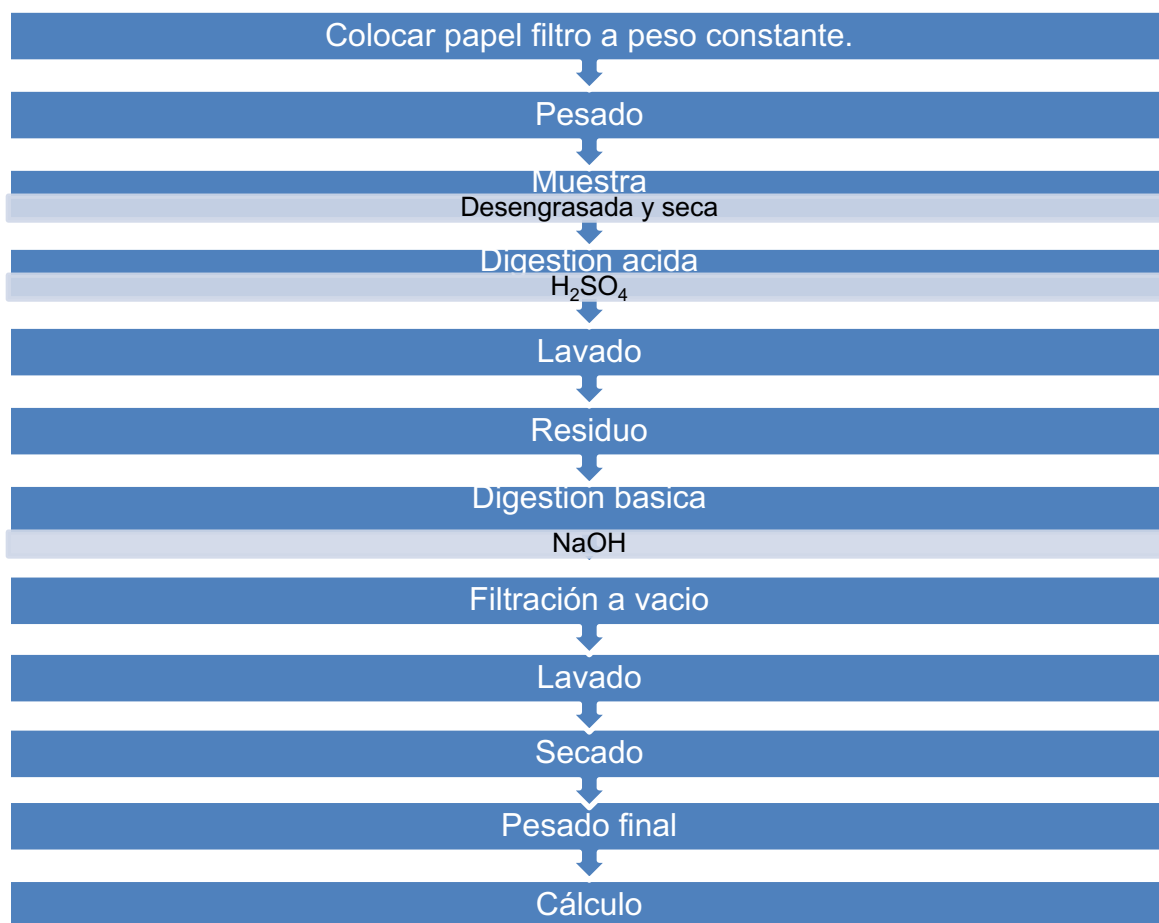 Colocar papel filtro a peso constante.
Pesado
Muestra
Desengrasada y seca
Digestion acida
H₂SO₄
Lavado
Residuo
Digestion basica
NaOH
Filtración a vacio
Lavado
Secado
Pesado final
Cálculo